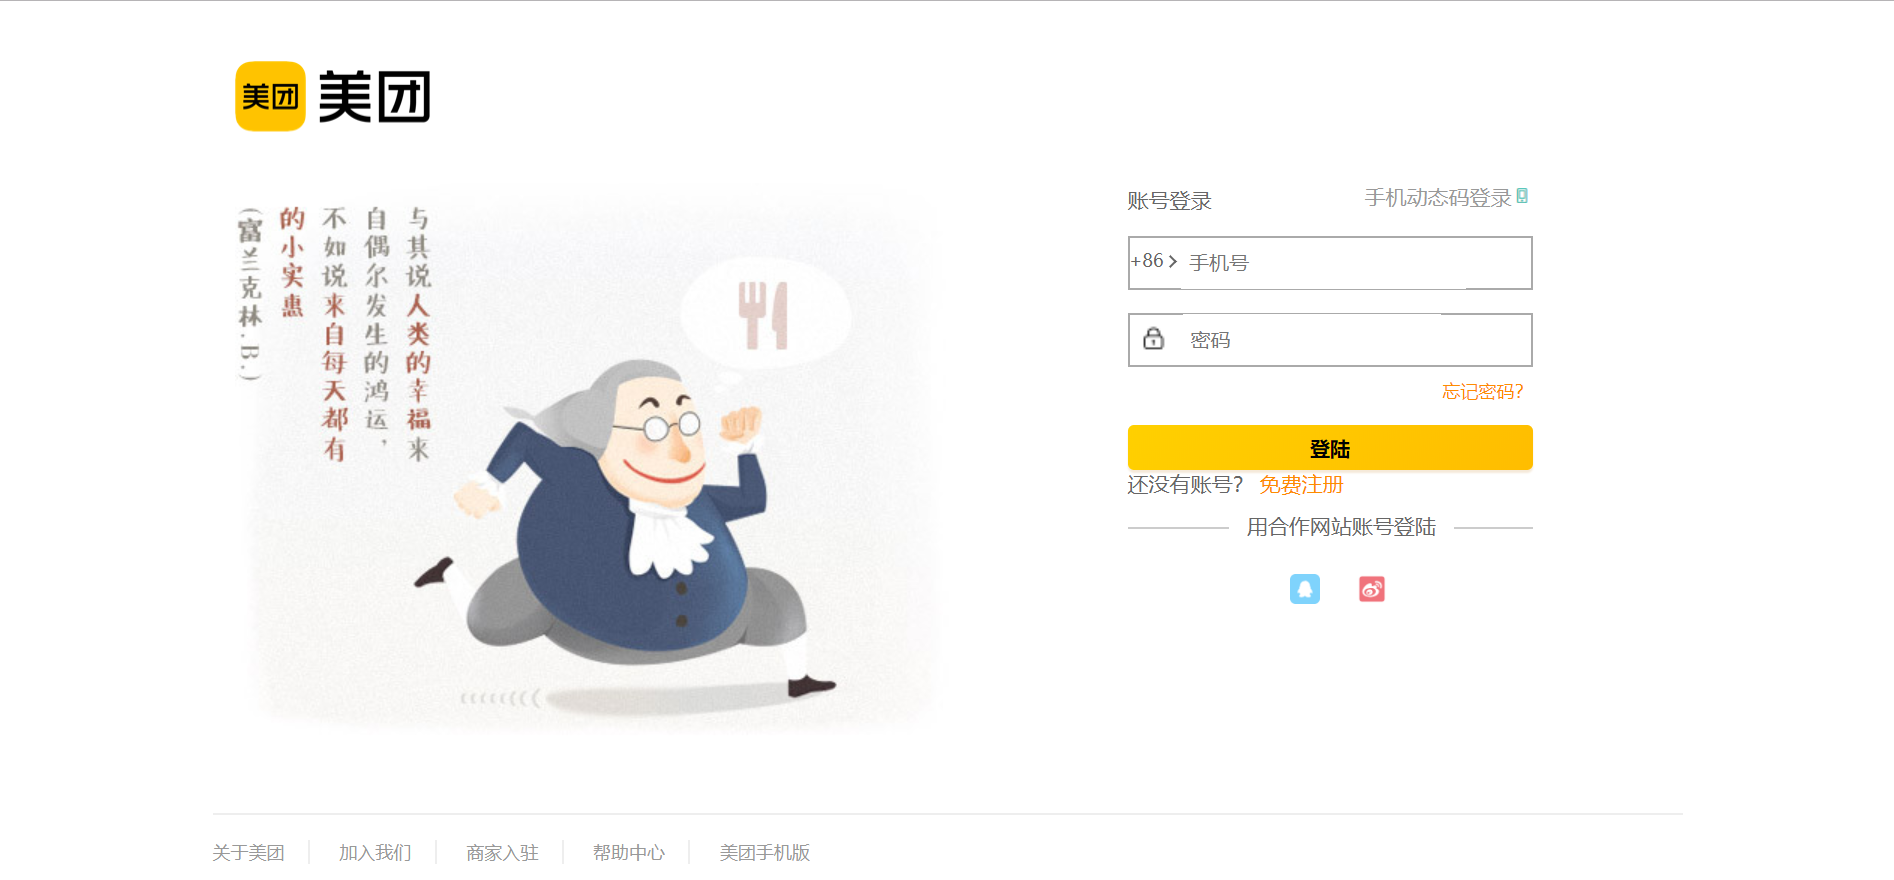 美团 美团
与其说人类的幸福来
自偶尔发生的鸿运，
不如说来自每天都有
的小实惠
(富兰克林.B.)
账号登录
手机动态码登录
+86
手机号
密码
忘记密码？
登陆
还没有账号？ 免费注册
用合作网站账号登陆
关于美团
加入我们
商家入驻
帮助中心
美团手机版